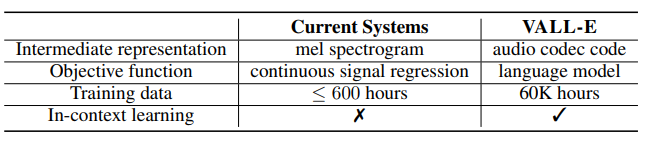 Current Systems VALL-E
Intermediate representation mel spectrogram audio codec code
Objective function continuous signal regression language model
Training data ≤ 600 hours 60K hours
In-context learning ✗ ✓